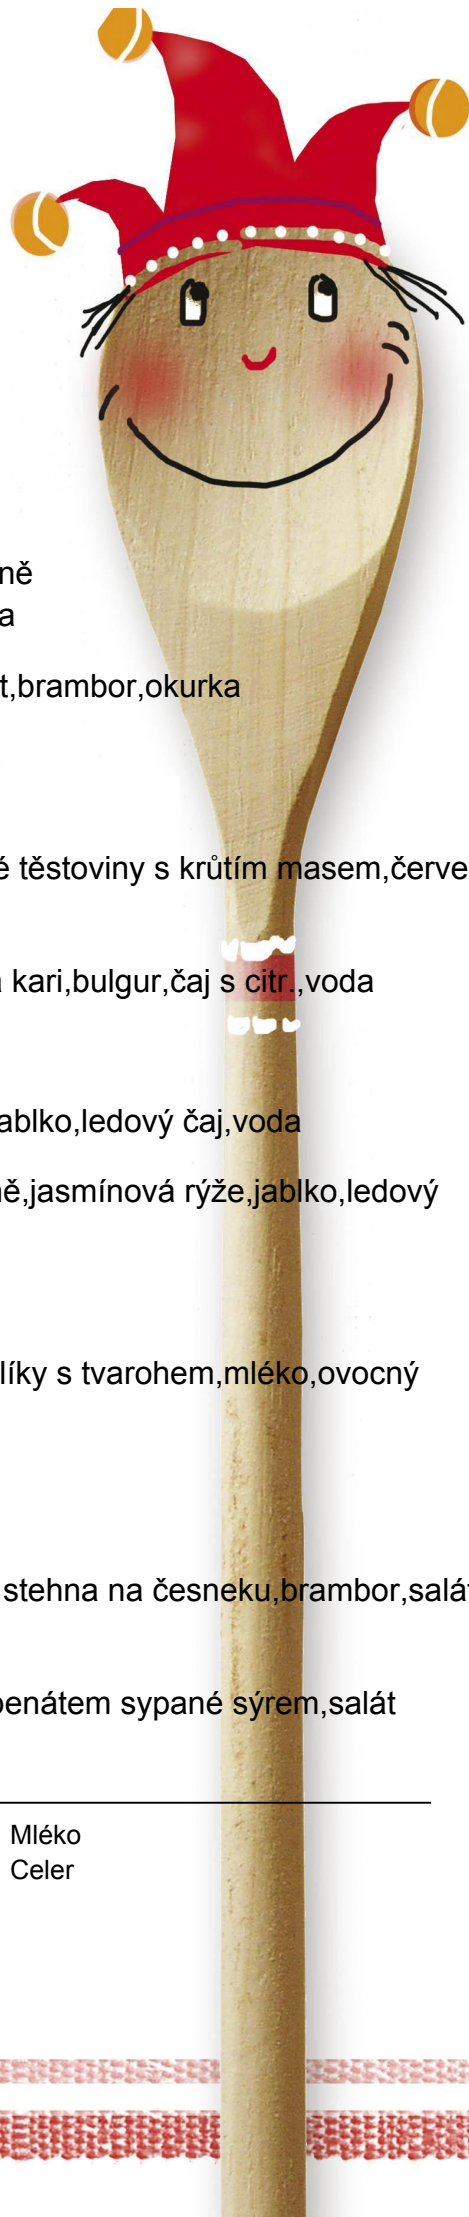 ně
a
t,brambor,okurka
é těstoviny s krůtím masem,červe
a kari,bulgur,čaj s citr.,voda
ablko,ledový čaj,voda
ně,jasmínová rýže,jablko,ledový
líky s tvarohem,mléko,ovocný
stehna na česneku,brambor,salát
penátem sypané sýrem,salát
Mléko
Celer